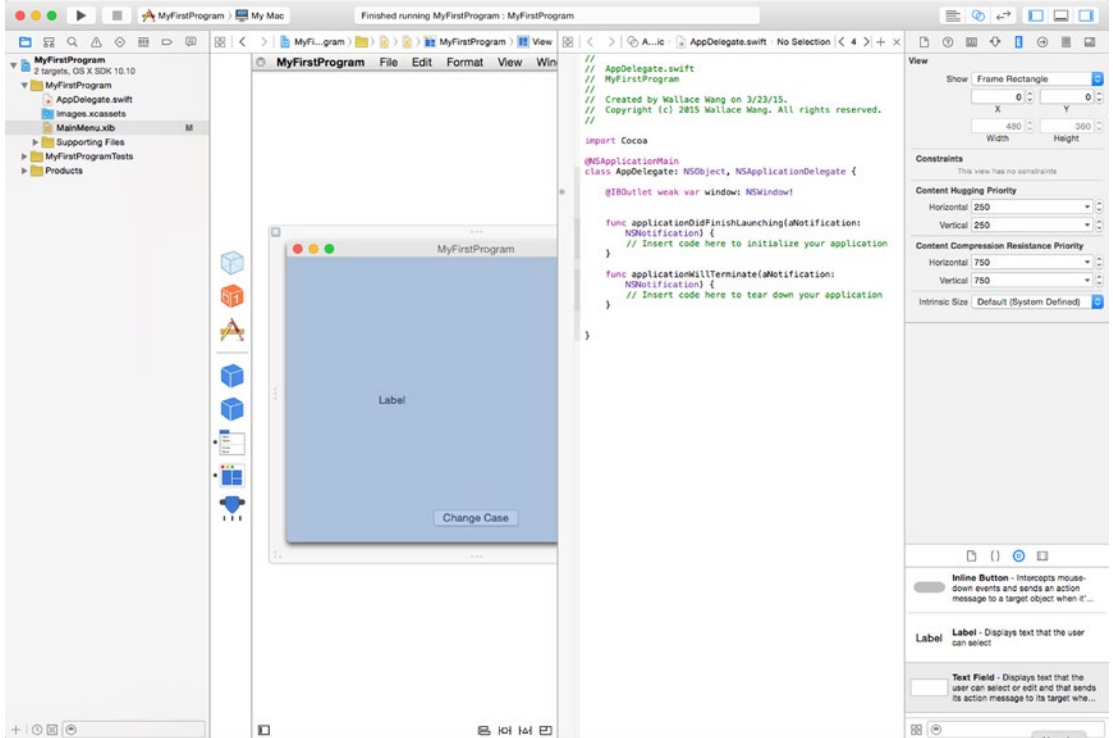 MyFirstProgram
My Mac
Finished running MyFirstProgram : MyFirstProgram
MyFirstProgram
2 targets, OS X SDK 10.10
MyFirstProgram
AppDelegate.swift
Images.xcassets
MainMenu.xib
M
Supporting Files
MyFirstProgramTests
Products
MyFi...gram
MyFirstProgram
View
MyFirstProgram File Edit Format View Win
MyFirstProgram
Label
Change Case
A...ic
AppDelegate.swift
No Selection
4
//
// AppDelegate.swift
// MyFirstProgram
//
// Created by Wallace Wang on 3/23/15.
// Copyright (c) 2015 Wallace Wang. All rights reserved.
//
import Cocoa
@NSApplicationMain
class AppDelegate: NSObject, NSApplicationDelegate {
@IBOutlet weak var window: NSWindow!
func applicationDidFinishLaunching(aNotification:
NSNotification) {
// Insert code here to initialize your application
}
func applicationWillTerminate(aNotification:
NSNotification) {
// Insert code here to tear down your application
}
}
View
Show Frame Rectangle
0 0
X Y
480 360
Width Height
Constraints
This view has no constraints
Content Hugging Priority
Horizontal 250
Vertical 250
Content Compression Resistance Priority
Horizontal 750
Vertical 750
Intrinsic Size Default (System Defined)
Inline Button - Intercepts mouse-
down events and sends an action
message to a target object when it'...
Label
Label - Displays text that the user
can select
Text Field - Displays text that the
user can select or edit and that sends
its action message to its target whe...